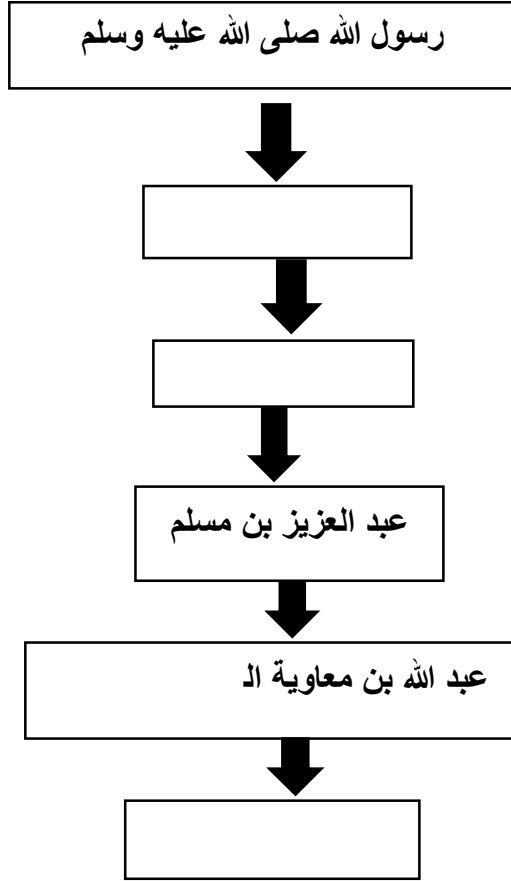 رسول الله صلى الله عليه وسلم
عبد العزيز بن مسلم
عبد الله بن معاوية الـ